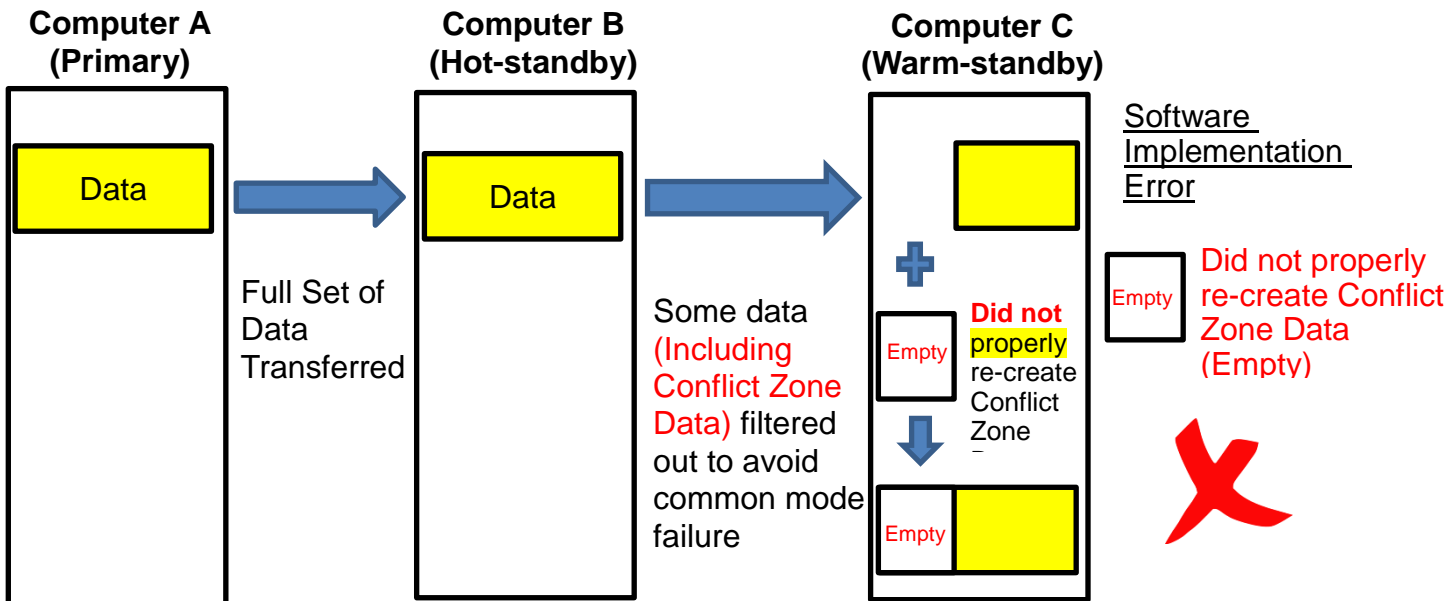 Computer A
(Primary)
Computer B
(Hot-standby)
Computer C
(Warm-standby)
Data
Full Set of
Data
Transferred
Data
Some data
(Including
Conflict Zone
Data) filtered
out to avoid
common mode
failure
Empty
Did not
properly
re-create
Conflict
Zone
Empty
Software
Implementation
Error
Empty
Did not properly
re-create Conflict
Zone Data
(Empty)